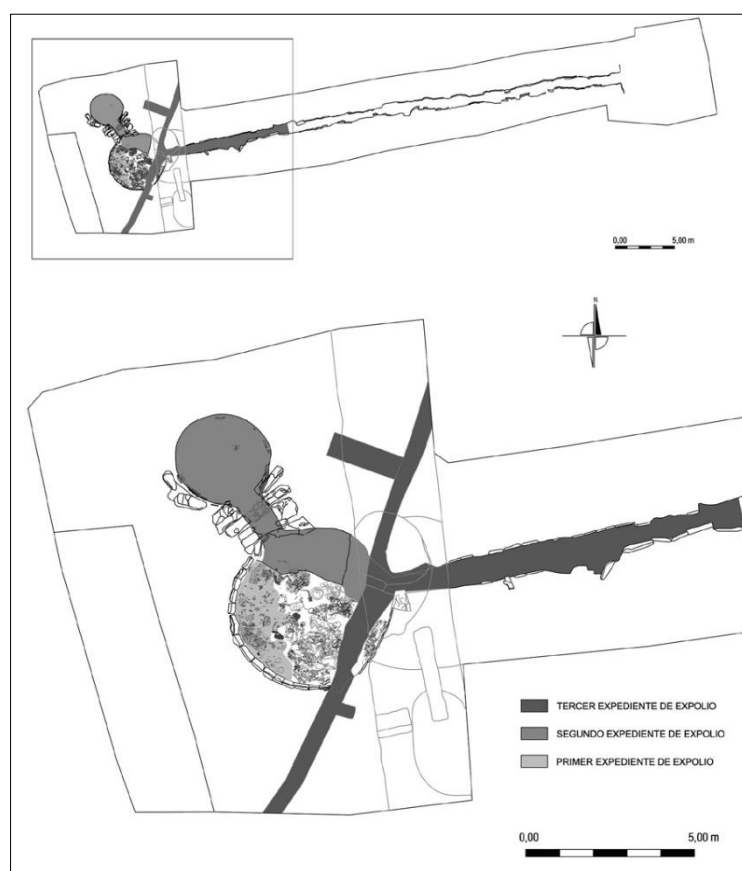 0,00 5,00 m
N
TERCER EXPEDIENTE DE EXPOLIO
SEGUNDO EXPEDIENTE DE EXPOLIO
PRIMER EXPEDIENTE DE EXPOLIO
0,00 5,00 m